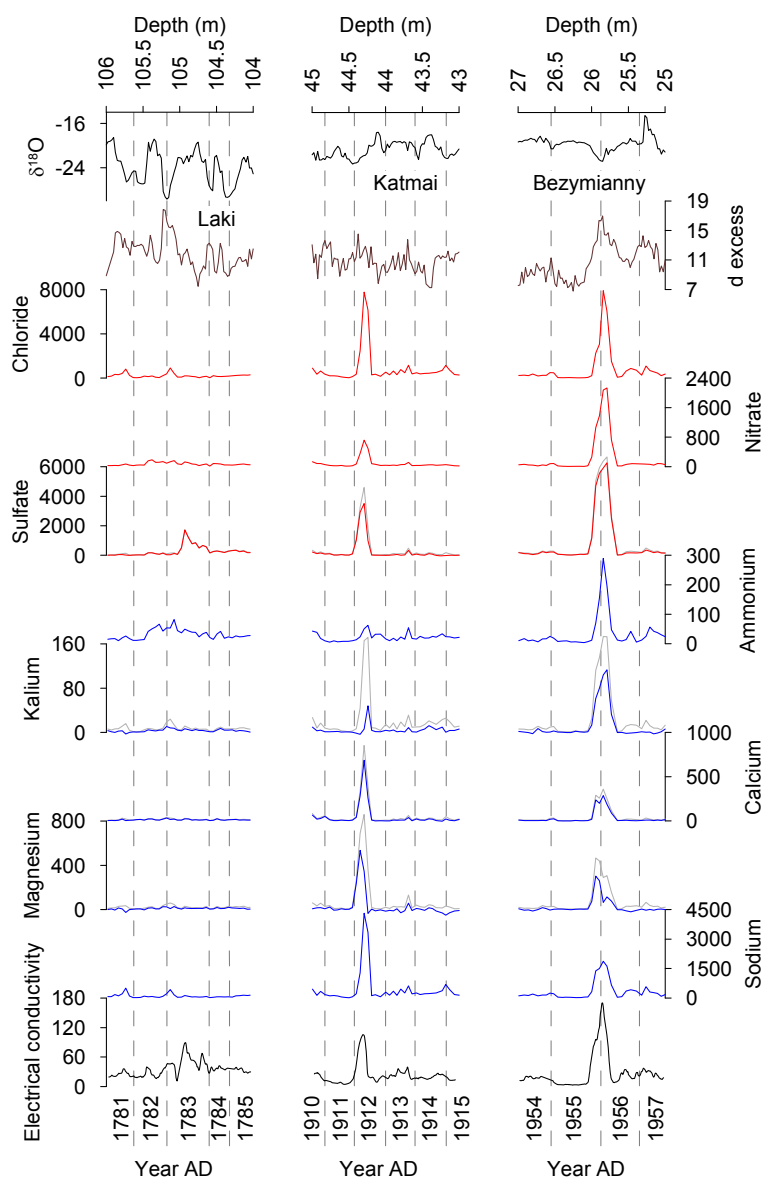 Depth (m) Depth (m) Depth (m)
106 105.5 105 104.5 104 45 44.5 44 43.5 43 27 26.5 26 25.5 25
-16
-24
δ18O
Laki Katmai Bezymianny
19
15
11
7
d excess
8000
4000
0
Chloride
2400
1600
800
0
Nitrate
6000
4000
2000
0
Sulfate
300
200
100
0
Ammonium
160
80
0
Kalium
1000
500
0
Calcium
800
400
0
Magnesium
4500
3000
1500
0
Sodium
180
120
60
0
Electrical conductivity
1781 1782 1783 1784 1785 1910 1911 1912 1913 1914 1915 1954 1955 1956 1957
Year AD Year AD Year AD